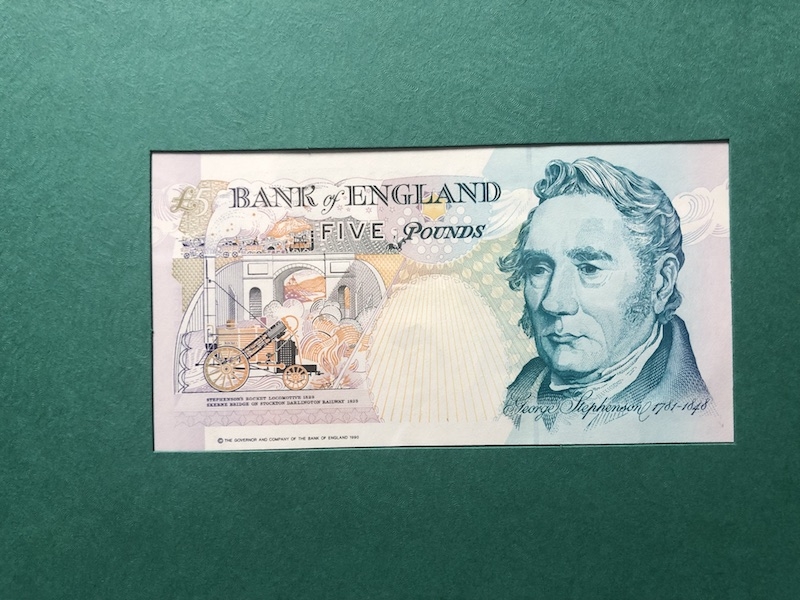 £5
BANK of ENGLAND
FIVE POUNDS
STEPHENSON'S ROCKET LOCOMOTIVE 1829
SKERNE BRIDGE ON STOCKTON DARLINGTON RAILWAY 1825
George Stephenson 1781-1848
© THE GOVERNOR AND COMPANY OF THE BANK OF ENGLAND 1990